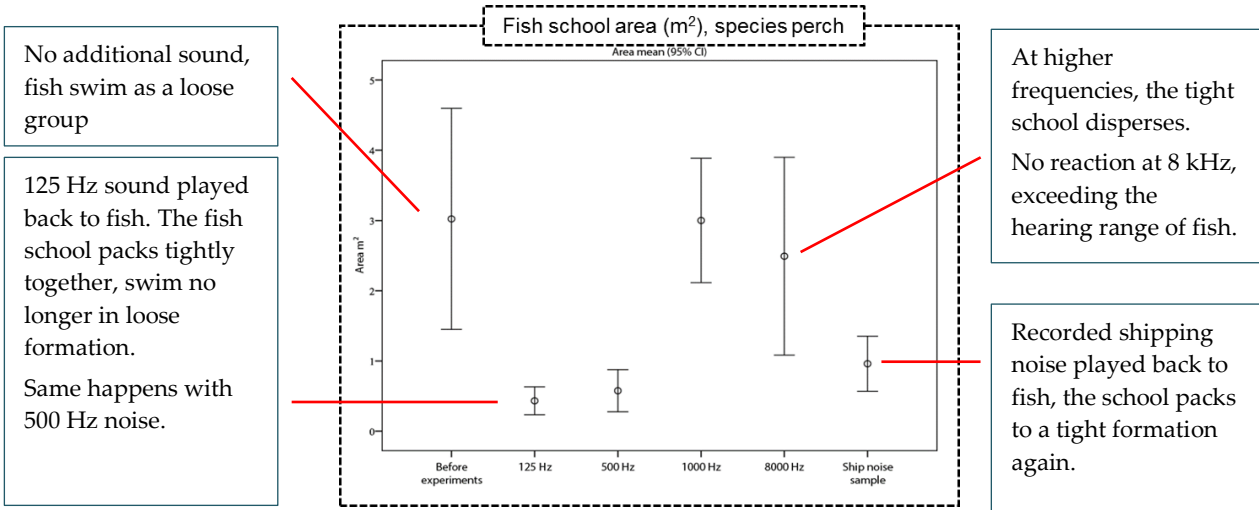 Fish school area (m²), species perch
Area mean (95% CI)
No additional sound,
fish swim as a loose
group
125 Hz sound played
back to fish. The fish
school packs tightly
together, swim no
longer in loose
formation.
Same happens with
500 Hz noise.
Area m²
5
4
3
2
1
0
Before
experiments
125 Hz
500 Hz
1000 Hz
8000 Hz
Ship noise
sample
At higher
frequencies, the tight
school disperses.
No reaction at 8 kHz,
exceeding the
hearing range of fish.
Recorded shipping
noise played back to
fish, the school packs
to a tight formation
again.